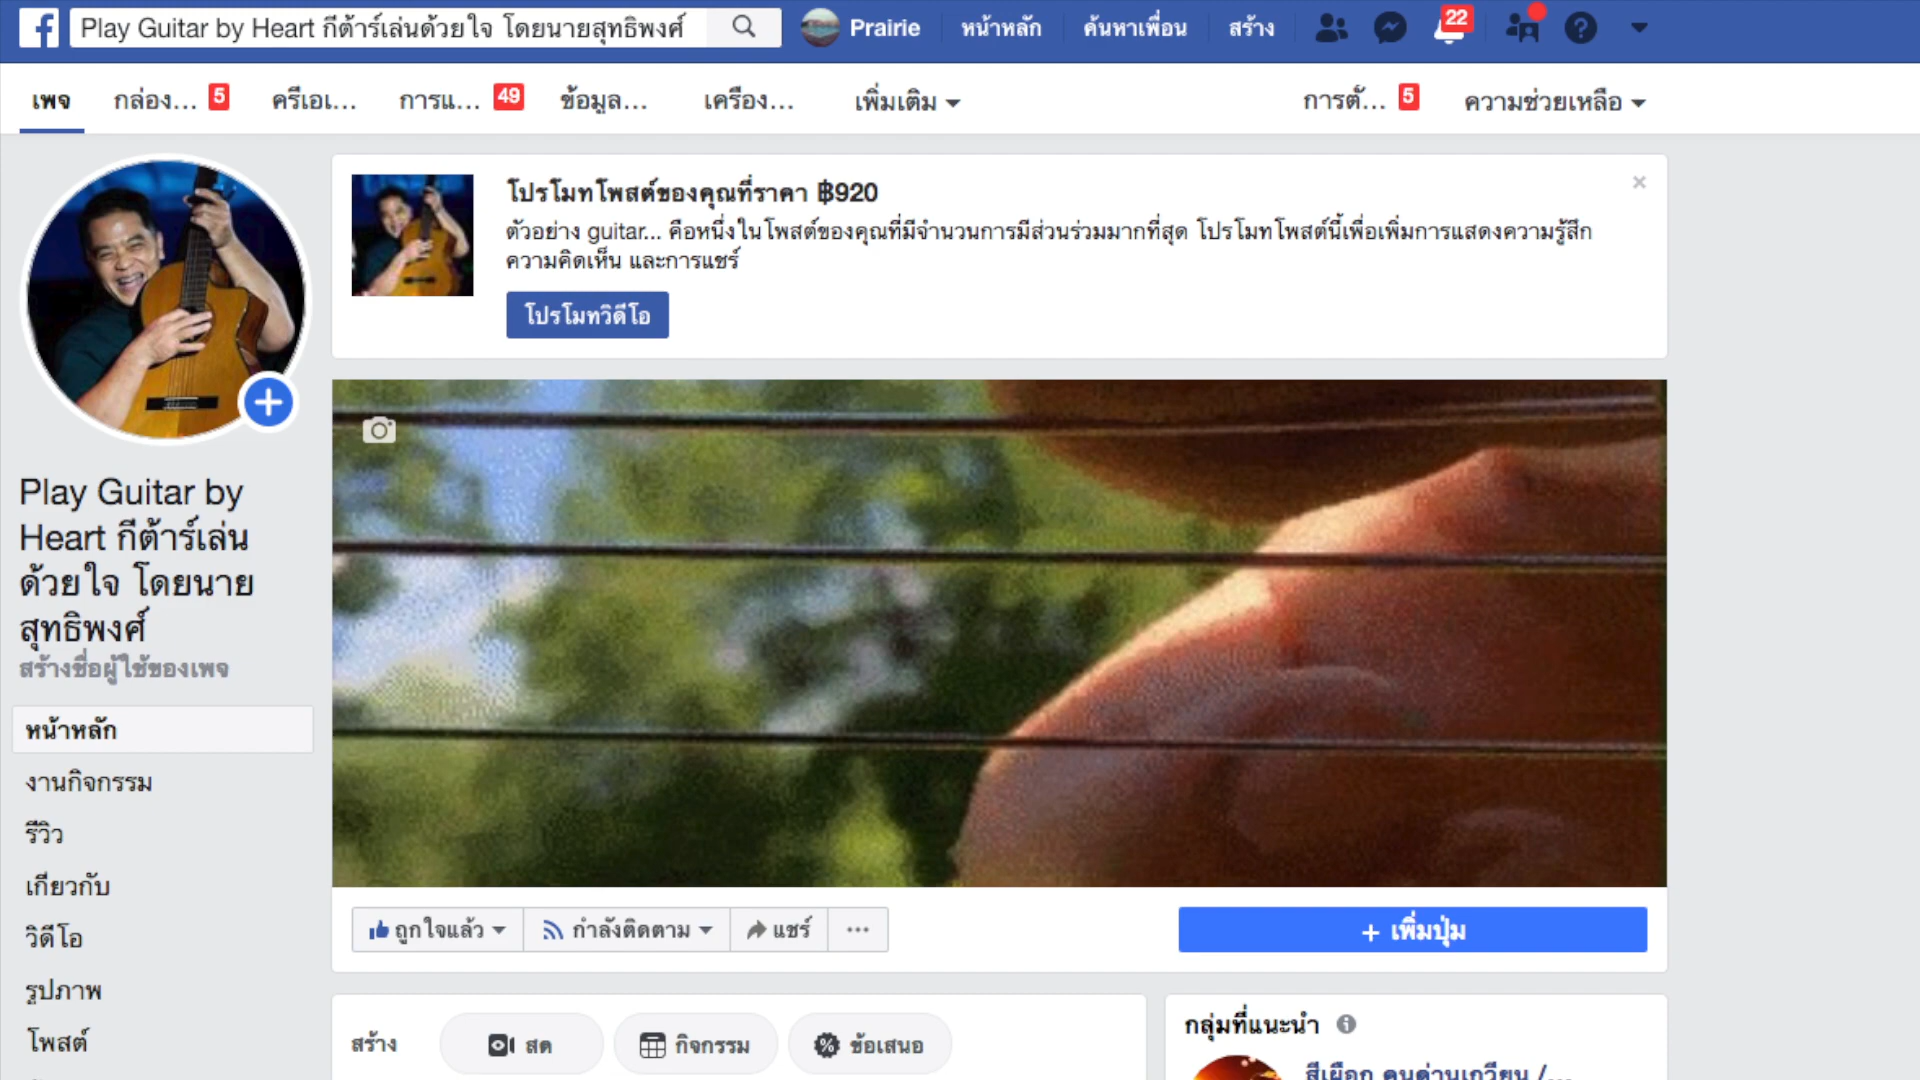 Play Guitar by Heart กีต้าร์เล่นด้วยใจ โดยนายสุทธิพงศ์
Prairie หน้าหลัก ค้นหาเพื่อน สร้าง 22
เพจ กล่อง... 5 ครีเอเ... การแ... 49 ข้อมูล... เครื่อง... เพิ่มเติม การตั้... 5 ความช่วยเหลือ
โปรโมทโพสต์ของคุณที่ราคา ฿920
ตัวอย่าง guitar... คือหนึ่งในโพสต์ของคุณที่มีจำนวนการมีส่วนร่วมมากที่สุด โปรโมทโพสต์นี้เพื่อเพิ่มการแสดงความรู้สึก
ความคิดเห็น และการแชร์
โปรโมทวิดีโอ
Play Guitar by
Heart กีต้าร์เล่น
ด้วยใจ โดยนาย
สุทธิพงศ์
สร้างชื่อผู้ใช้ของเพจ
หน้าหลัก
งานกิจกรรม
รีวิว
เกี่ยวกับ
วิดีโอ
รูปภาพ
โพสต์
ถูกใจแล้ว กำลังติดตาม แชร์ ...
+ เพิ่มปุ่ม
สร้าง สด กิจกรรม ข้อเสนอ
กลุ่มที่แนะนำ